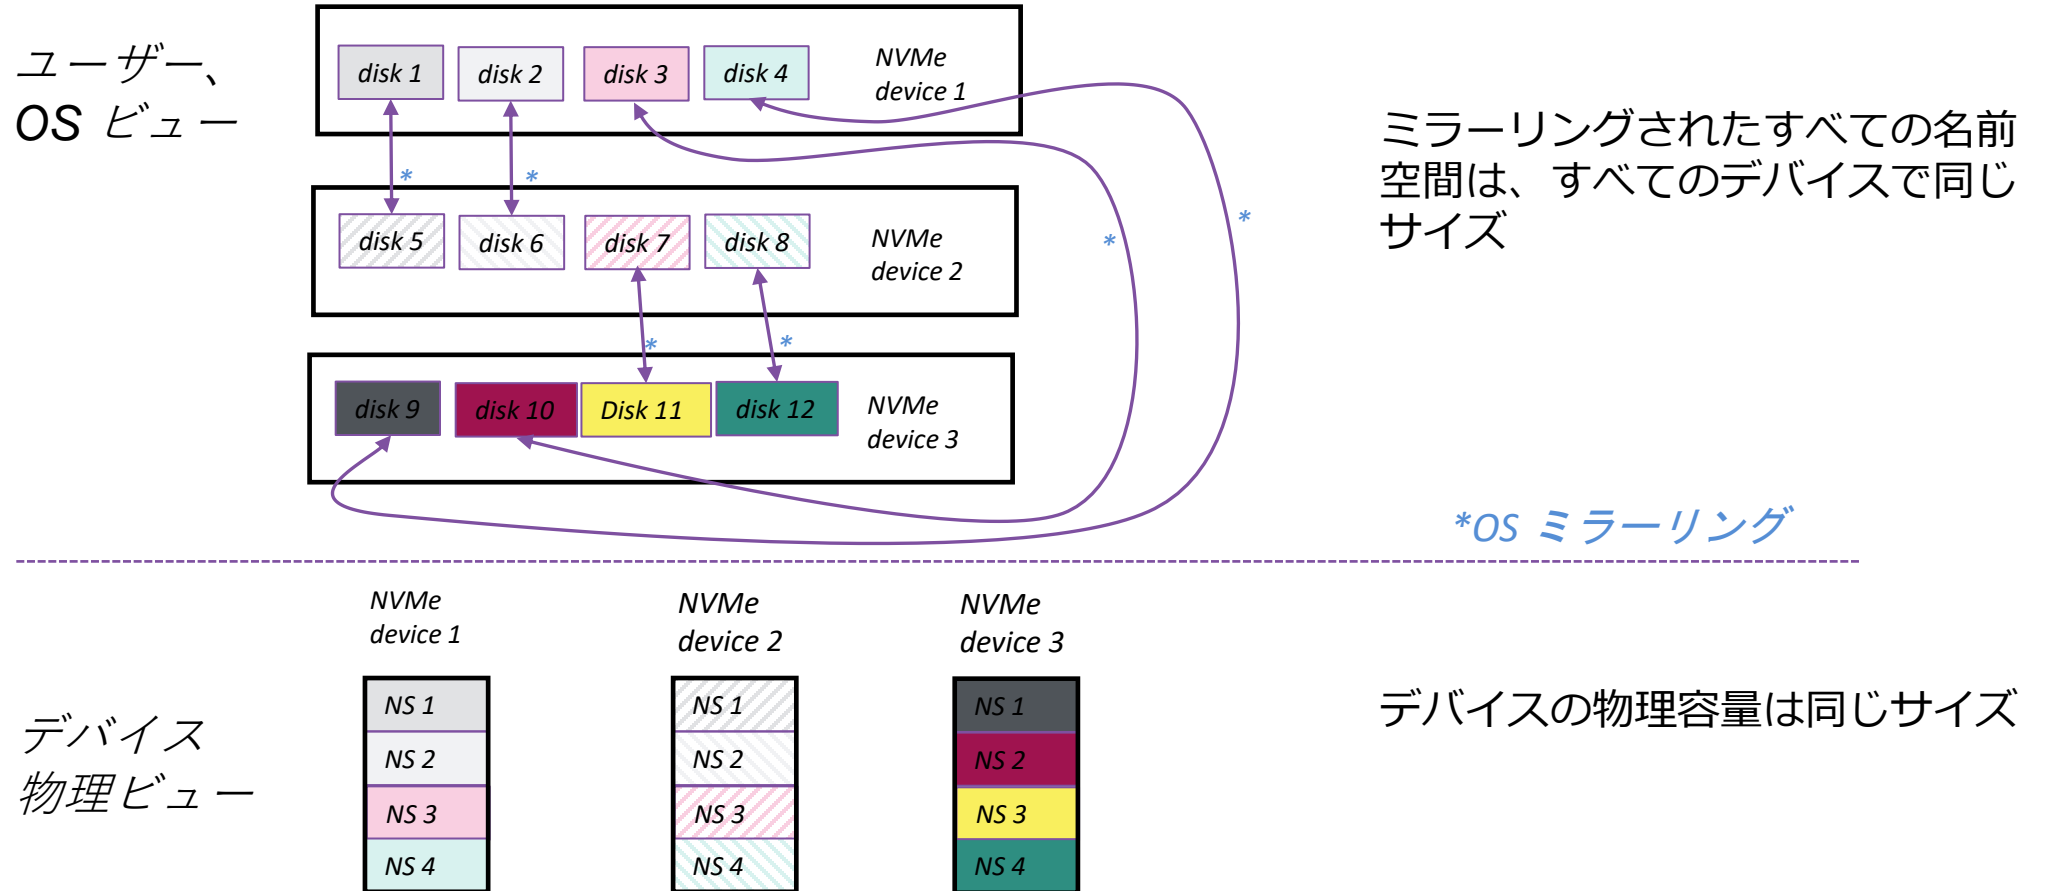 ユーザー、
OS ビュー
disk 1
disk 2
disk 3
disk 4
NVMe
device 1
*
*
disk 5
disk 6
disk 7
disk 8
NVMe
device 2
*
*
*
*
disk 9
disk 10
Disk 11
disk 12
NVMe
device 3
ミラーリングされたすべての名前
空間は、すべてのデバイスで同じ
サイズ
*OS ミラーリング
デバイス
物理ビュー
NVMe
device 1
NS 1
NS 2
NS 3
NS 4
NVMe
device 2
NS 1
NS 2
NS 3
NS 4
NVMe
device 3
NS 1
NS 2
NS 3
NS 4
デバイスの物理容量は同じサイズ